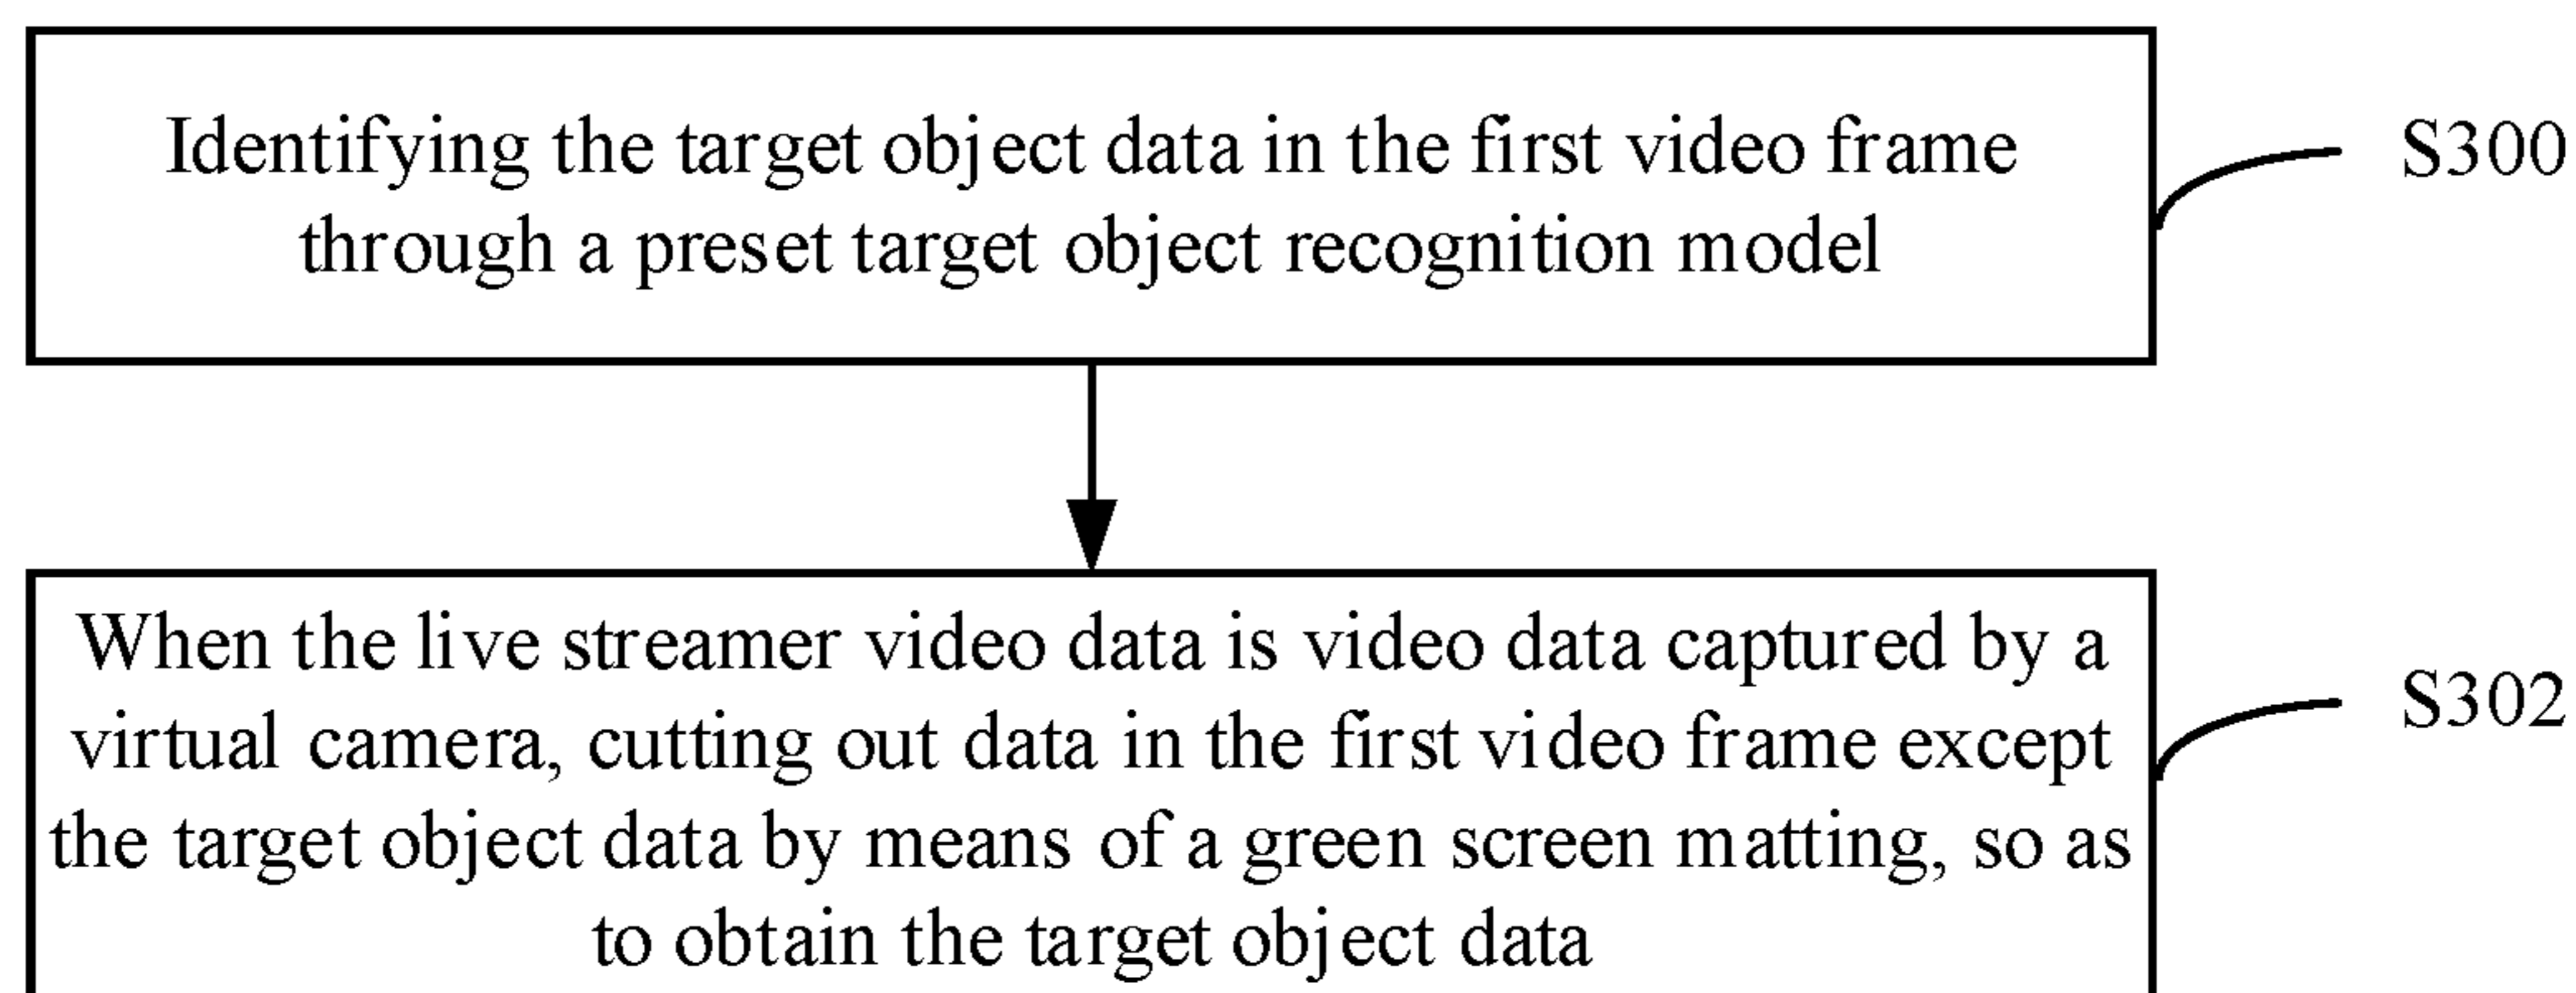 Identifying the target object data in the first video frame
through a preset target object recognition model
S300
When the live streamer video data is video data captured by a
virtual camera, cutting out data in the first video frame except
the target object data by means of a green screen matting, so as
to obtain the target object data
S302